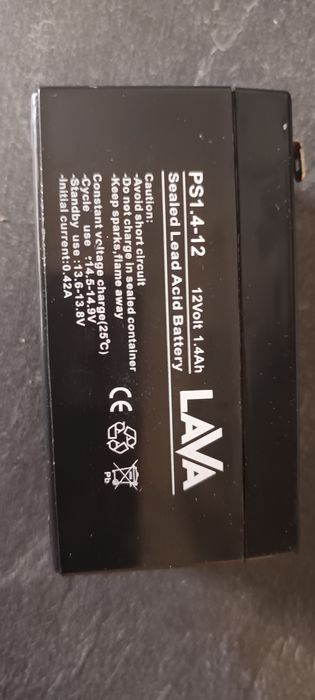 LAVA
PS1.4-12 12Volt 1.4Ah
Sealed Lead Acid Battery
Caution:
-Avoid short circuit
-Do not charge in sealed container
-Keep sparks,flame away
Constant voltage charge(25°C)
-Cycle use :14.5-14.9V
-Standby use :13.6-13.8V
-Initial current:0.42A
CE
Pb